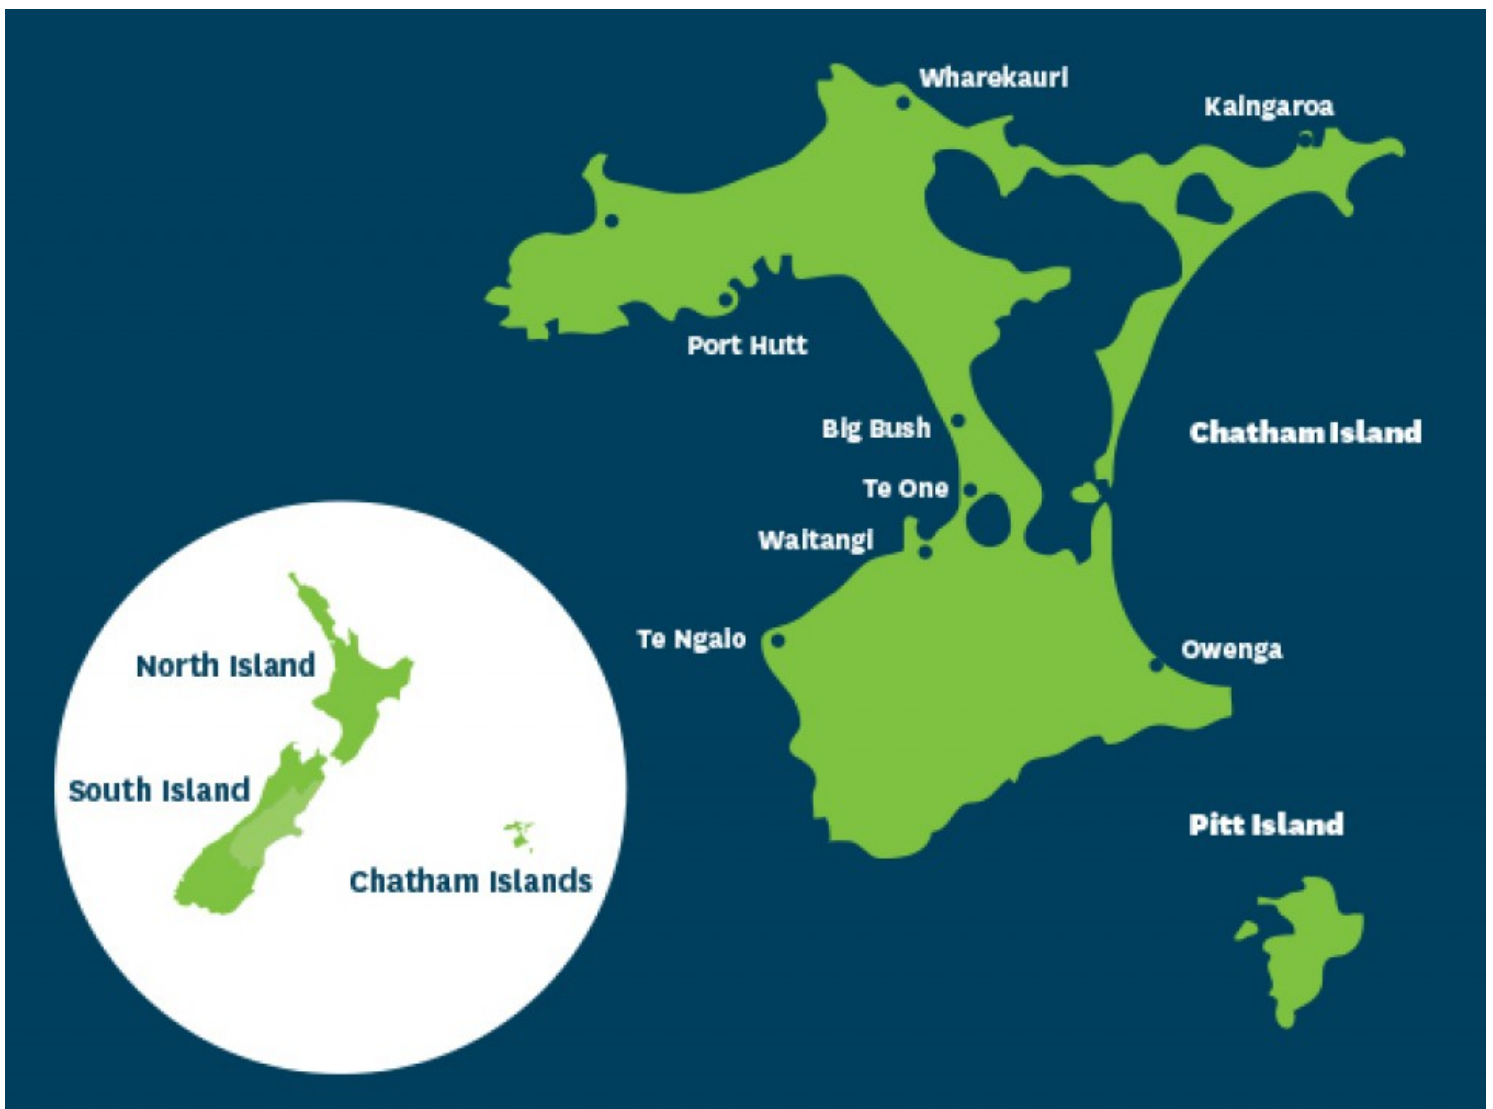 Wharekauri
Kaingaroa
Port Hutt
Big Bush
Chatham Island
Te One
Waitangi
Te Ngaio
Owenga
North Island
South Island
Pitt Island
Chatham Islands